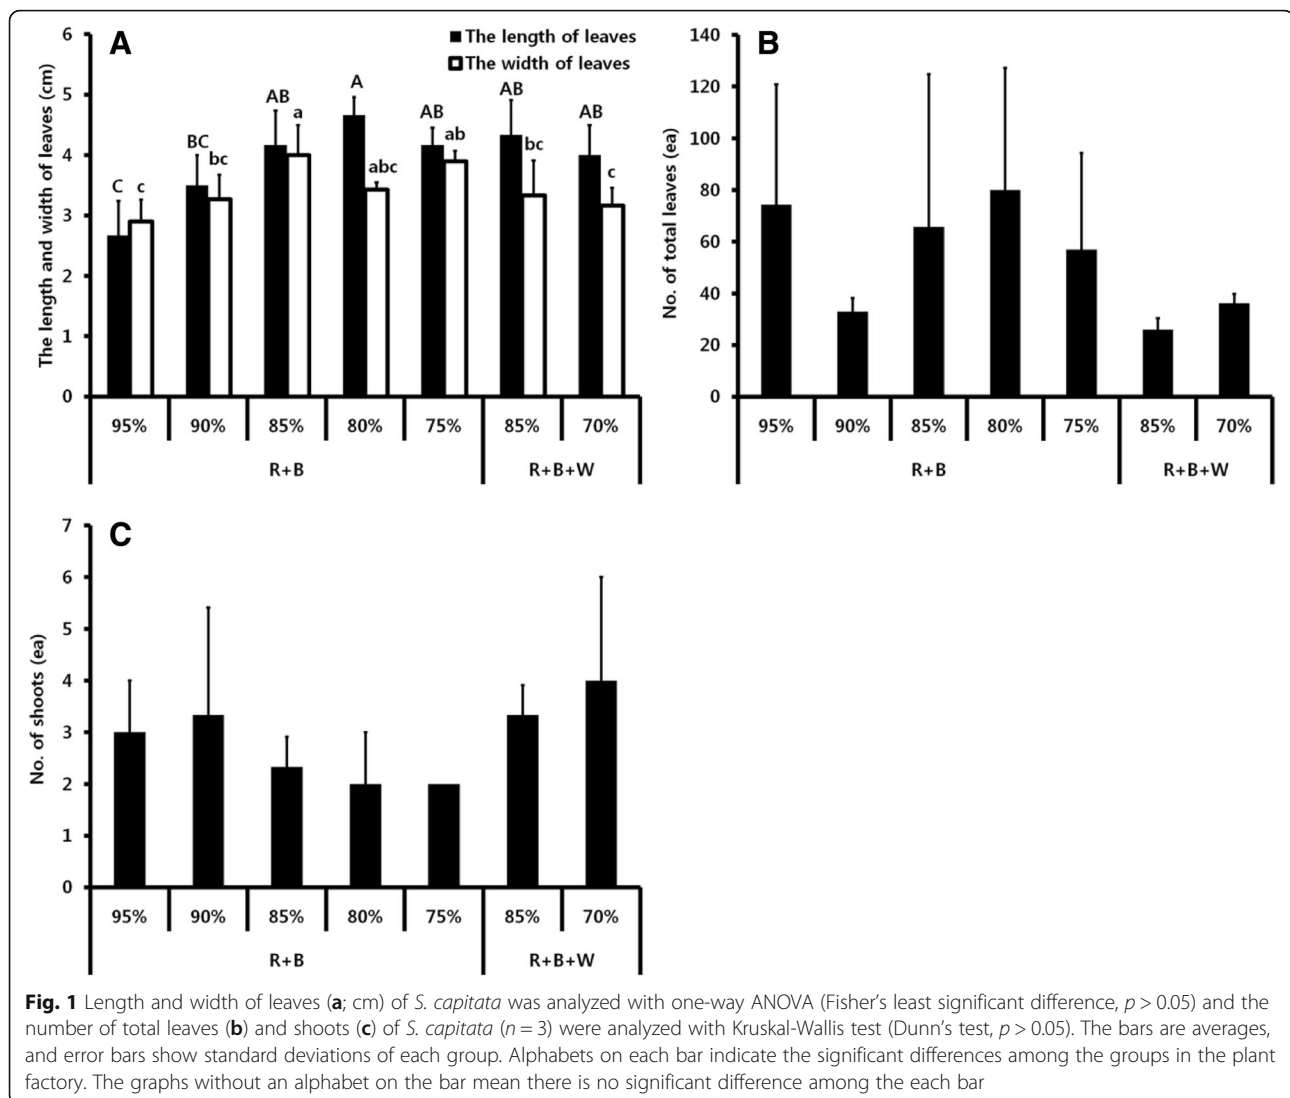 A
The length of leaves
The width of leaves
The length and width of leaves (cm)
6
5
4
3
2
1
0
C c BC bc AB a A abc AB ab AB bc AB c
95% 90% 85% 80% 75% 85% 70%
R+B R+B+W
B
No. of total leaves (ea)
140
120
100
80
60
40
20
0
95% 90% 85% 80% 75% 85% 70%
R+B R+B+W
C
No. of shoots (ea)
7
6
5
4
3
2
1
0
95% 90% 85% 80% 75% 85% 70%
R+B R+B+W
Fig. 1 Length and width of leaves (a; cm) of S. capitata was analyzed with one-way ANOVA (Fisher's least significant difference, p > 0.05) and the
number of total leaves (b) and shoots (c) of S. capitata (n = 3) were analyzed with Kruskal-Wallis test (Dunn's test, p > 0.05). The bars are averages,
and error bars show standard deviations of each group. Alphabets on each bar indicate the significant differences among the groups in the plant
factory. The graphs without an alphabet on the bar mean there is no significant difference among the each bar